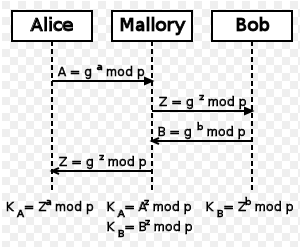 Alice Mallory Bob
A = g^a mod p
Z = g^z mod p
B = g^b mod p
Z = g^z mod p
K_A= Z^a mod p K_A= A^z mod p K_B= Z^b mod p
K_B= B^z mod p